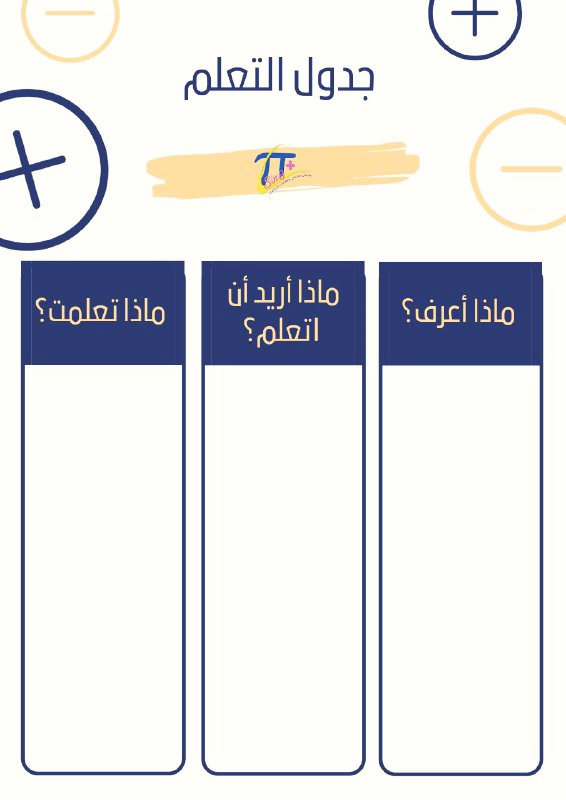 جدول التعلم
ماذا أعرف؟
ماذا أريد أن
اتعلم؟
ماذا تعلمت؟